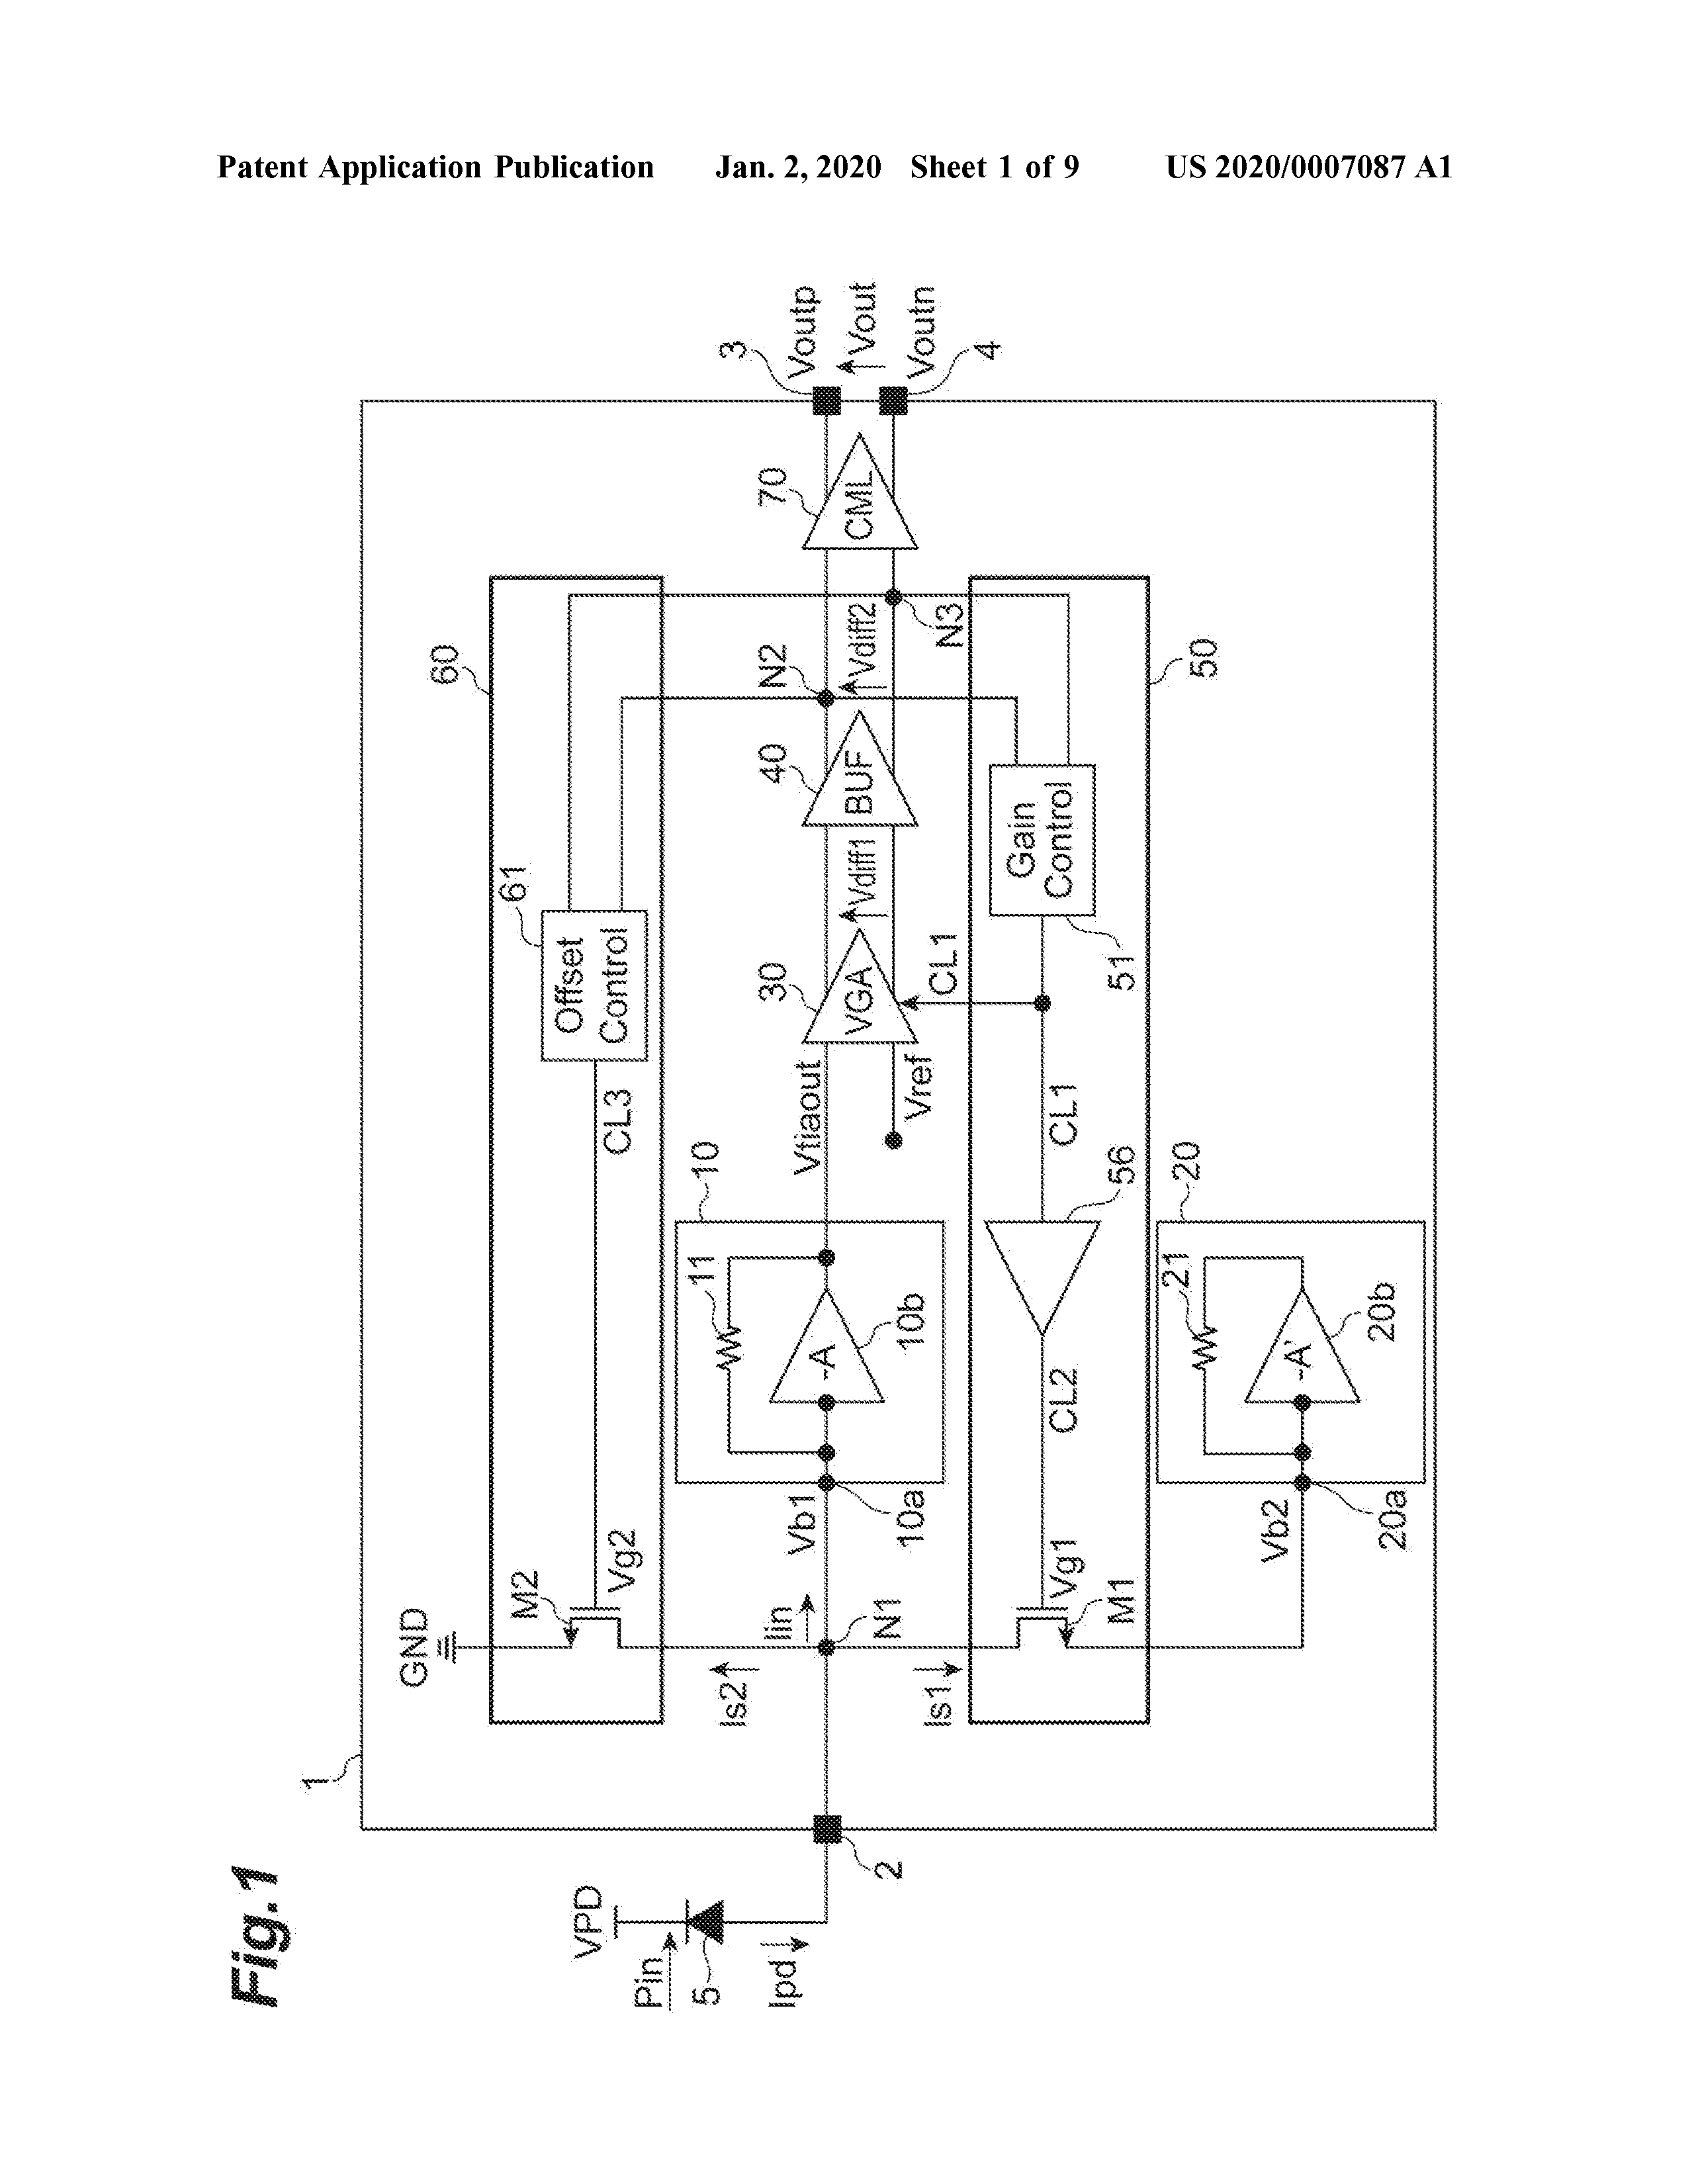 Patent Application Publication Jan. 2, 2020 Sheet 1 of 9 US 2020/0007087 A1
Fig.1
1
GND
60
M2
Vg2
CL3
61
Offset
Control
VPD
Pin
5
Ipd
2
Is2
Iin
N1
Is1
Vb1
10a
10
11
-A
10b
Vtiaout
Vref
30
VGA
CL1
Vdiff1
40
BUF
N2
Vdiff2
N3
70
CML
3
Voutp
Vout
Voutn
4
50
M1
Vg1
CL2
56
CL1
51
Gain
Control
Vb2
20a
20
21
-A'
20b